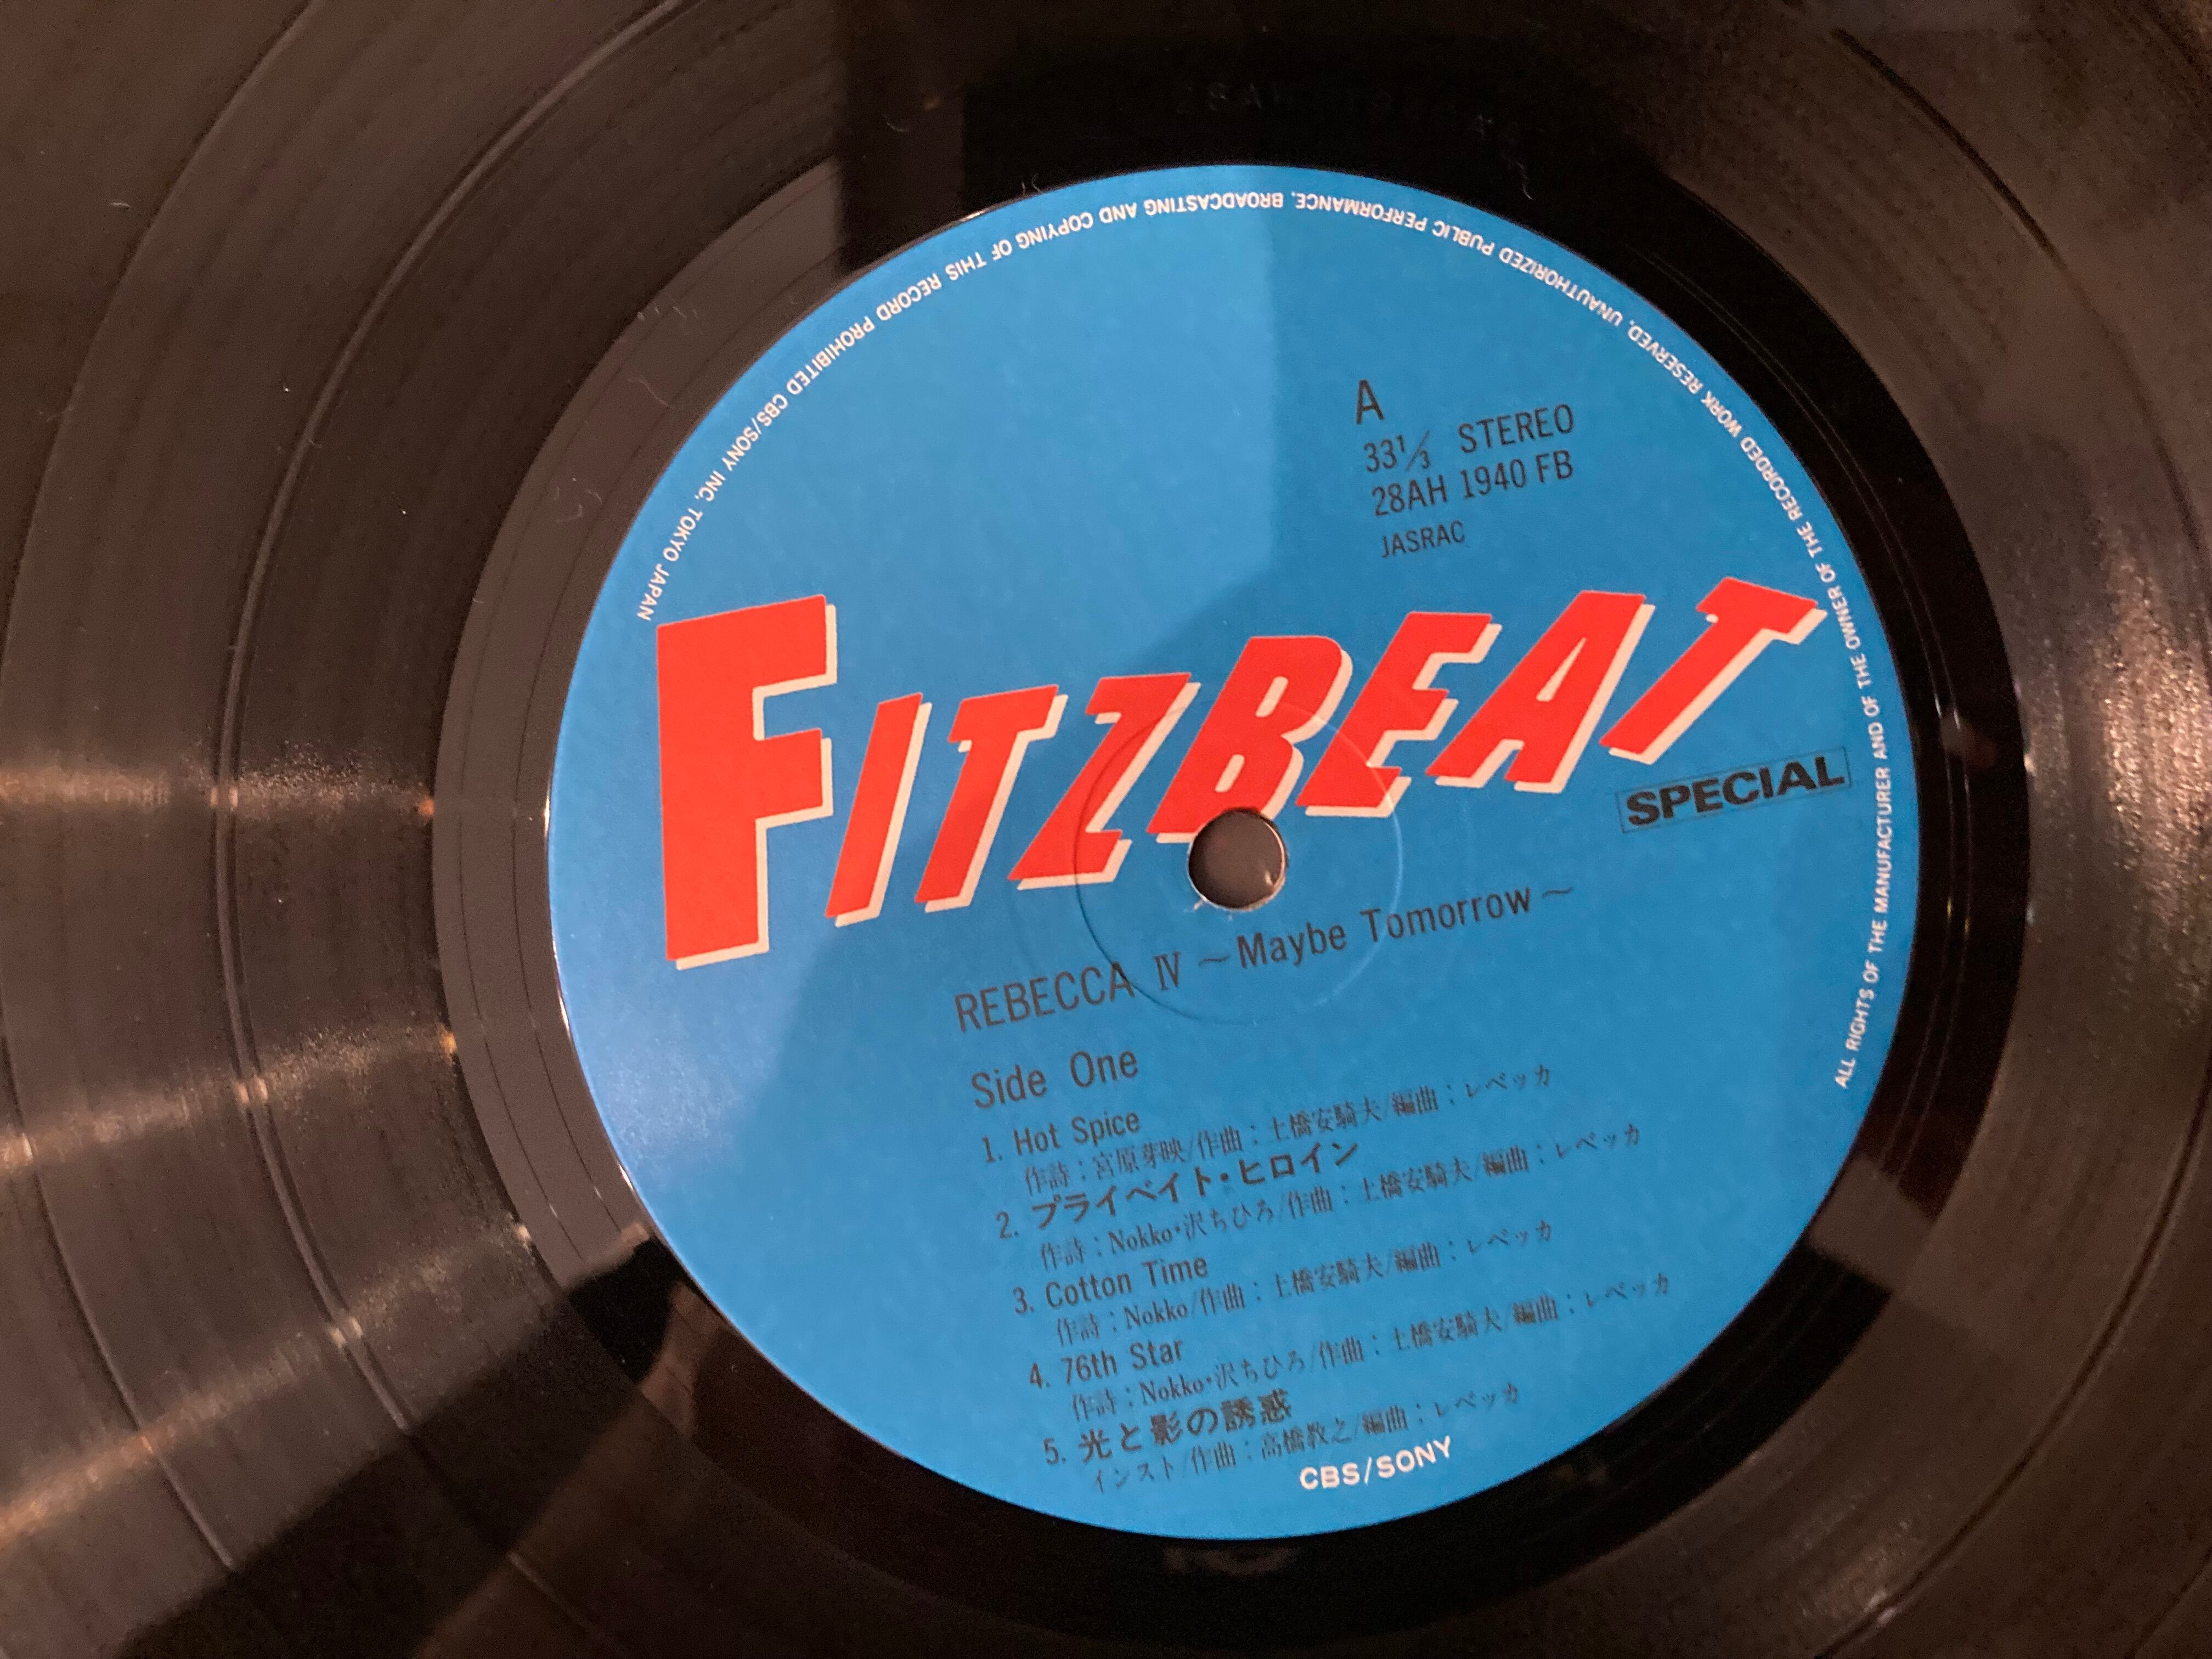 A
33⅓ STEREO
28AH 1940 FB
JASRAC
FITZBEAT
SPECIAL
REBECCA Ⅳ ～Maybe Tomorrow～
Side One
1. Hot Spice
作詩：宮原芽映/作曲：土橋安騎夫/編曲：レベッカ
2. プライベイト・ヒロイン
作詩：Nokko・沢ちひろ/作曲：土橋安騎夫/編曲：レベッカ
3. Cotton Time
作詩：Nokko/作曲：土橋安騎夫/編曲：レベッカ
4. 76th Star
作詩：Nokko・沢ちひろ/作曲：土橋安騎夫/編曲：レベッカ
5. 光と影の誘惑
インスト/作曲：高橋教之/編曲：レベッカ
CBS/SONY
ALL RIGHTS OF THE MANUFACTURER AND OF THE OWNER OF THE RECORDED WORK RESERVED. UNAUTHORIZED PUBLIC PERFORMANCE. BROADCASTING AND COPYING OF THIS RECORD PROHIBITED CBS/SONY INC. TOKYO JAPAN